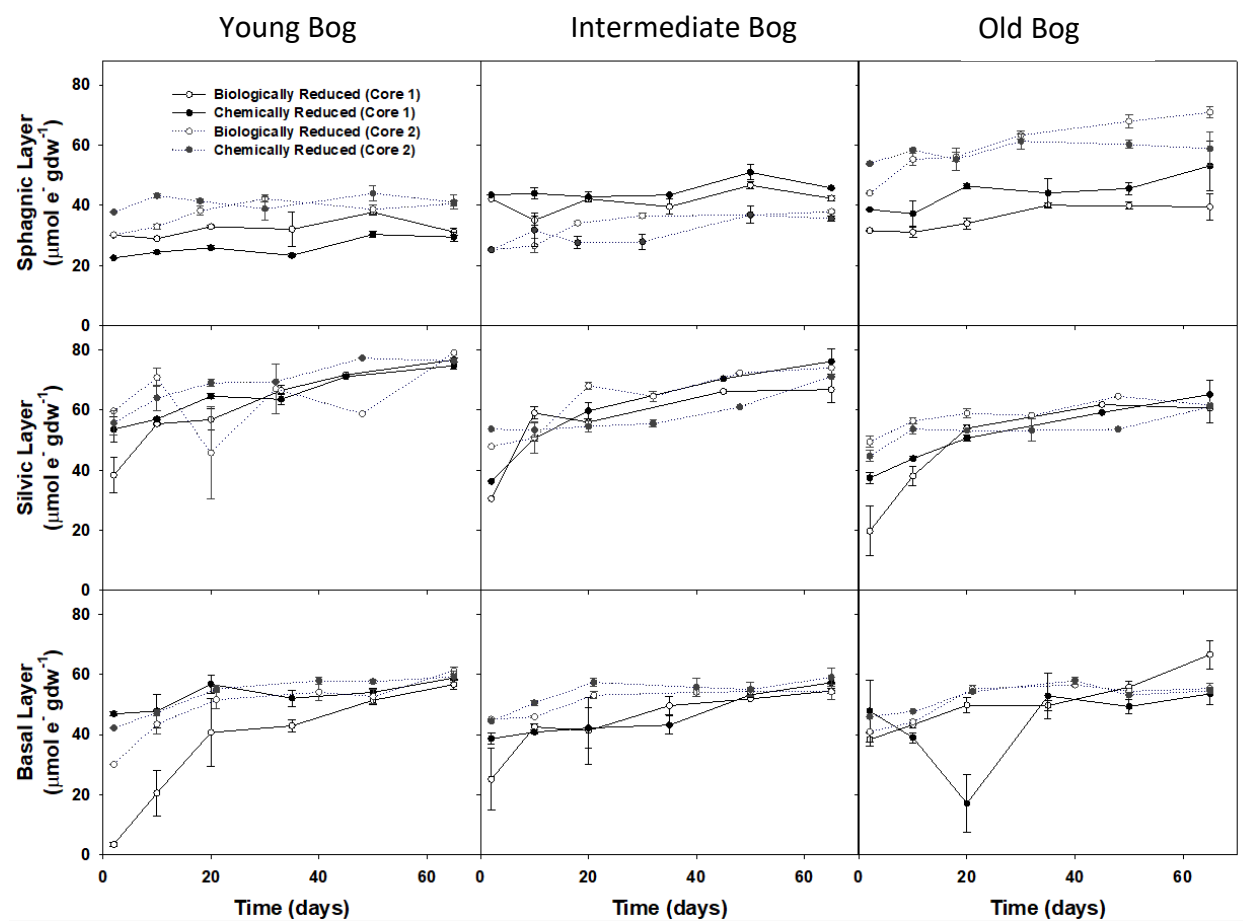 Young Bog Intermediate Bog Old Bog
Sphagnic Layer
(μmol e⁻ gdw⁻¹)
80
60
40
20
0
Biologically Reduced (Core 1)
Chemically Reduced (Core 1)
Biologically Reduced (Core 2)
Chemically Reduced (Core 2)
Silvic Layer
(μmol e⁻ gdw⁻¹)
80
60
40
20
0
Basal Layer
(μmol e⁻ gdw⁻¹)
80
60
40
20
0
0 20 40 60 0 20 40 60 0 20 40 60
Time (days) Time (days) Time (days)